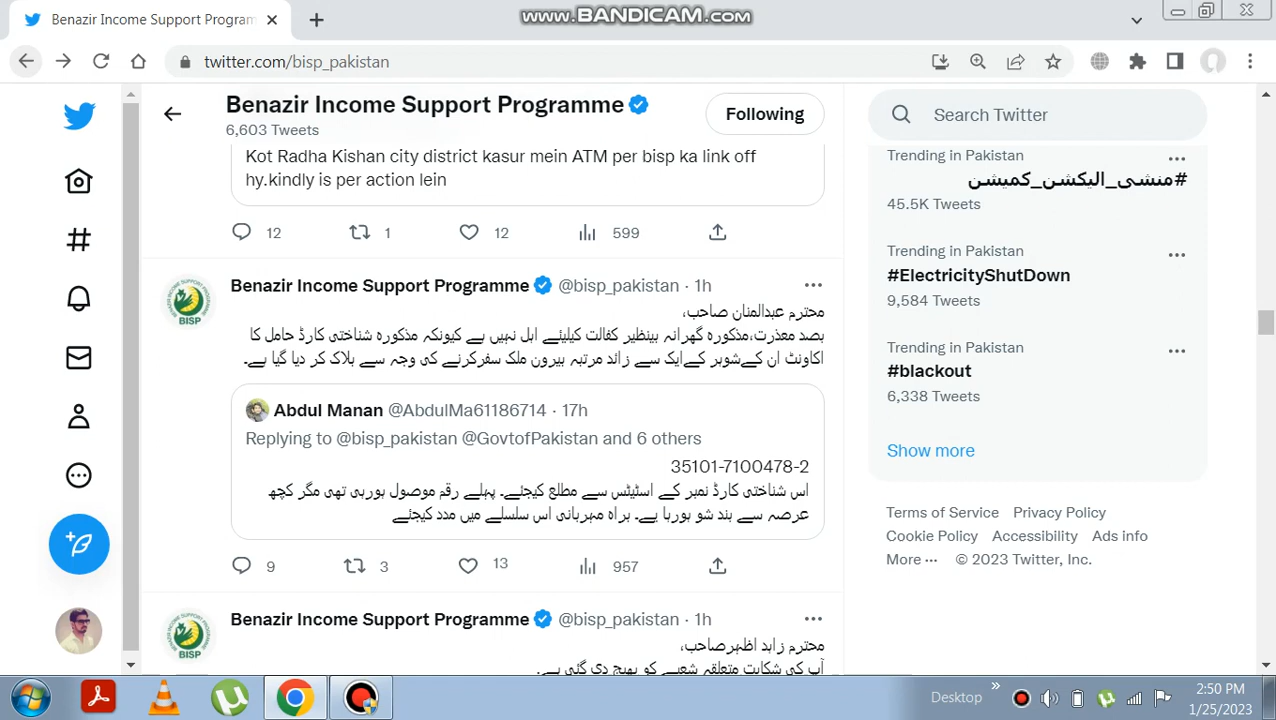 www.BANDICAM.com
Benazir Income Support Program
twitter.com/bisp_pakistan
Benazir Income Support Programme
6,603 Tweets
Following
Search Twitter
Kot Radha Kishan city district kasur mein ATM per bisp ka link off
hy.kindly is per action lein
12 1 12 599
Benazir Income Support Programme @bisp_pakistan · 1h
محترم عبدالمنان صاحب،
بصد معذرت،مذکورہ گھرانہ بینظیر کفالت کیلیئے اہل نہیں ہے کیونکہ مذکورہ شناختی کارڈ حامل کا
اکاونٹ ان کےشوہر کےایک سے زائد مرتبہ بیرون ملک سفرکرنے کی وجہ سے بلاک کر دیا گیا ہے۔
Abdul Manan @AbdulMa61186714 · 17h
Replying to @bisp_pakistan @GovtofPakistan and 6 others
35101-7100478-2
اس شناختی کارڈ نمبر کے اسٹیٹس سے مطلع کیجئے۔ پہلے رقم موصول ہورہی تھی مگر کچھ
عرصہ سے بند شو ہورہا ہے۔ براہ مہربانی اس سلسلے میں مدد کیجئے
9 3 13 957
Benazir Income Support Programme @bisp_pakistan · 1h
محترم زاہد اظہرصاحب،
آپ کی شکایت متعلقہ شعبے کو بھیج دی گئی ہے۔
Trending in Pakistan
#منشی_الیکشن_کمیشن
45.5K Tweets
Trending in Pakistan
#ElectricityShutDown
9,584 Tweets
Trending in Pakistan
#blackout
6,338 Tweets
Show more
Terms of Service Privacy Policy
Cookie Policy Accessibility Ads info
More ··· © 2023 Twitter, Inc.
BISP
BISP
Desktop
2:50 PM
1/25/2023